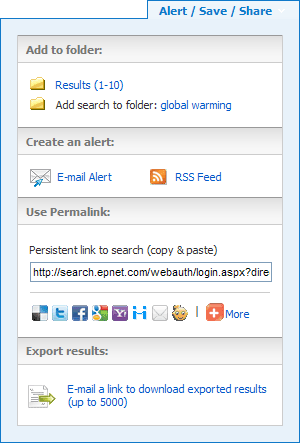 Alert / Save / Share
Add to folder:
Results (1-10)
Add search to folder: global warming
Create an alert:
E-mail Alert
RSS Feed
Use Permalink:
Persistent link to search (copy & paste)
http://search.epnet.com/webauth/login.aspx?dire
More
Export results:
E-mail a link to download exported results
(up to 5000)